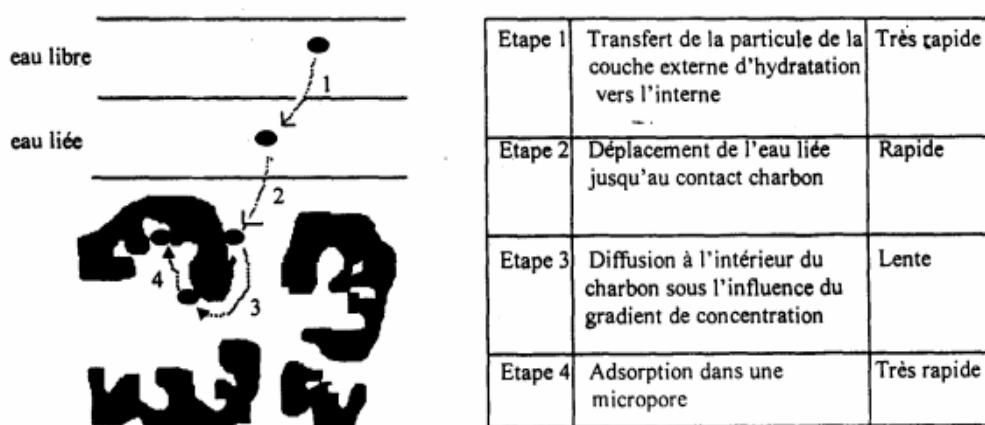 eau libre
1
eau liée
2
4
3
Etape 1 Transfert de la particule de la Très rapide
couche externe d'hydratation
vers l'interne
Etape 2 Déplacement de l'eau liée Rapide
jusqu'au contact charbon
Etape 3 Diffusion à l'intérieur du Lente
charbon sous l'influence du
gradient de concentration
Etape 4 Adsorption dans une Très rapide
micropore